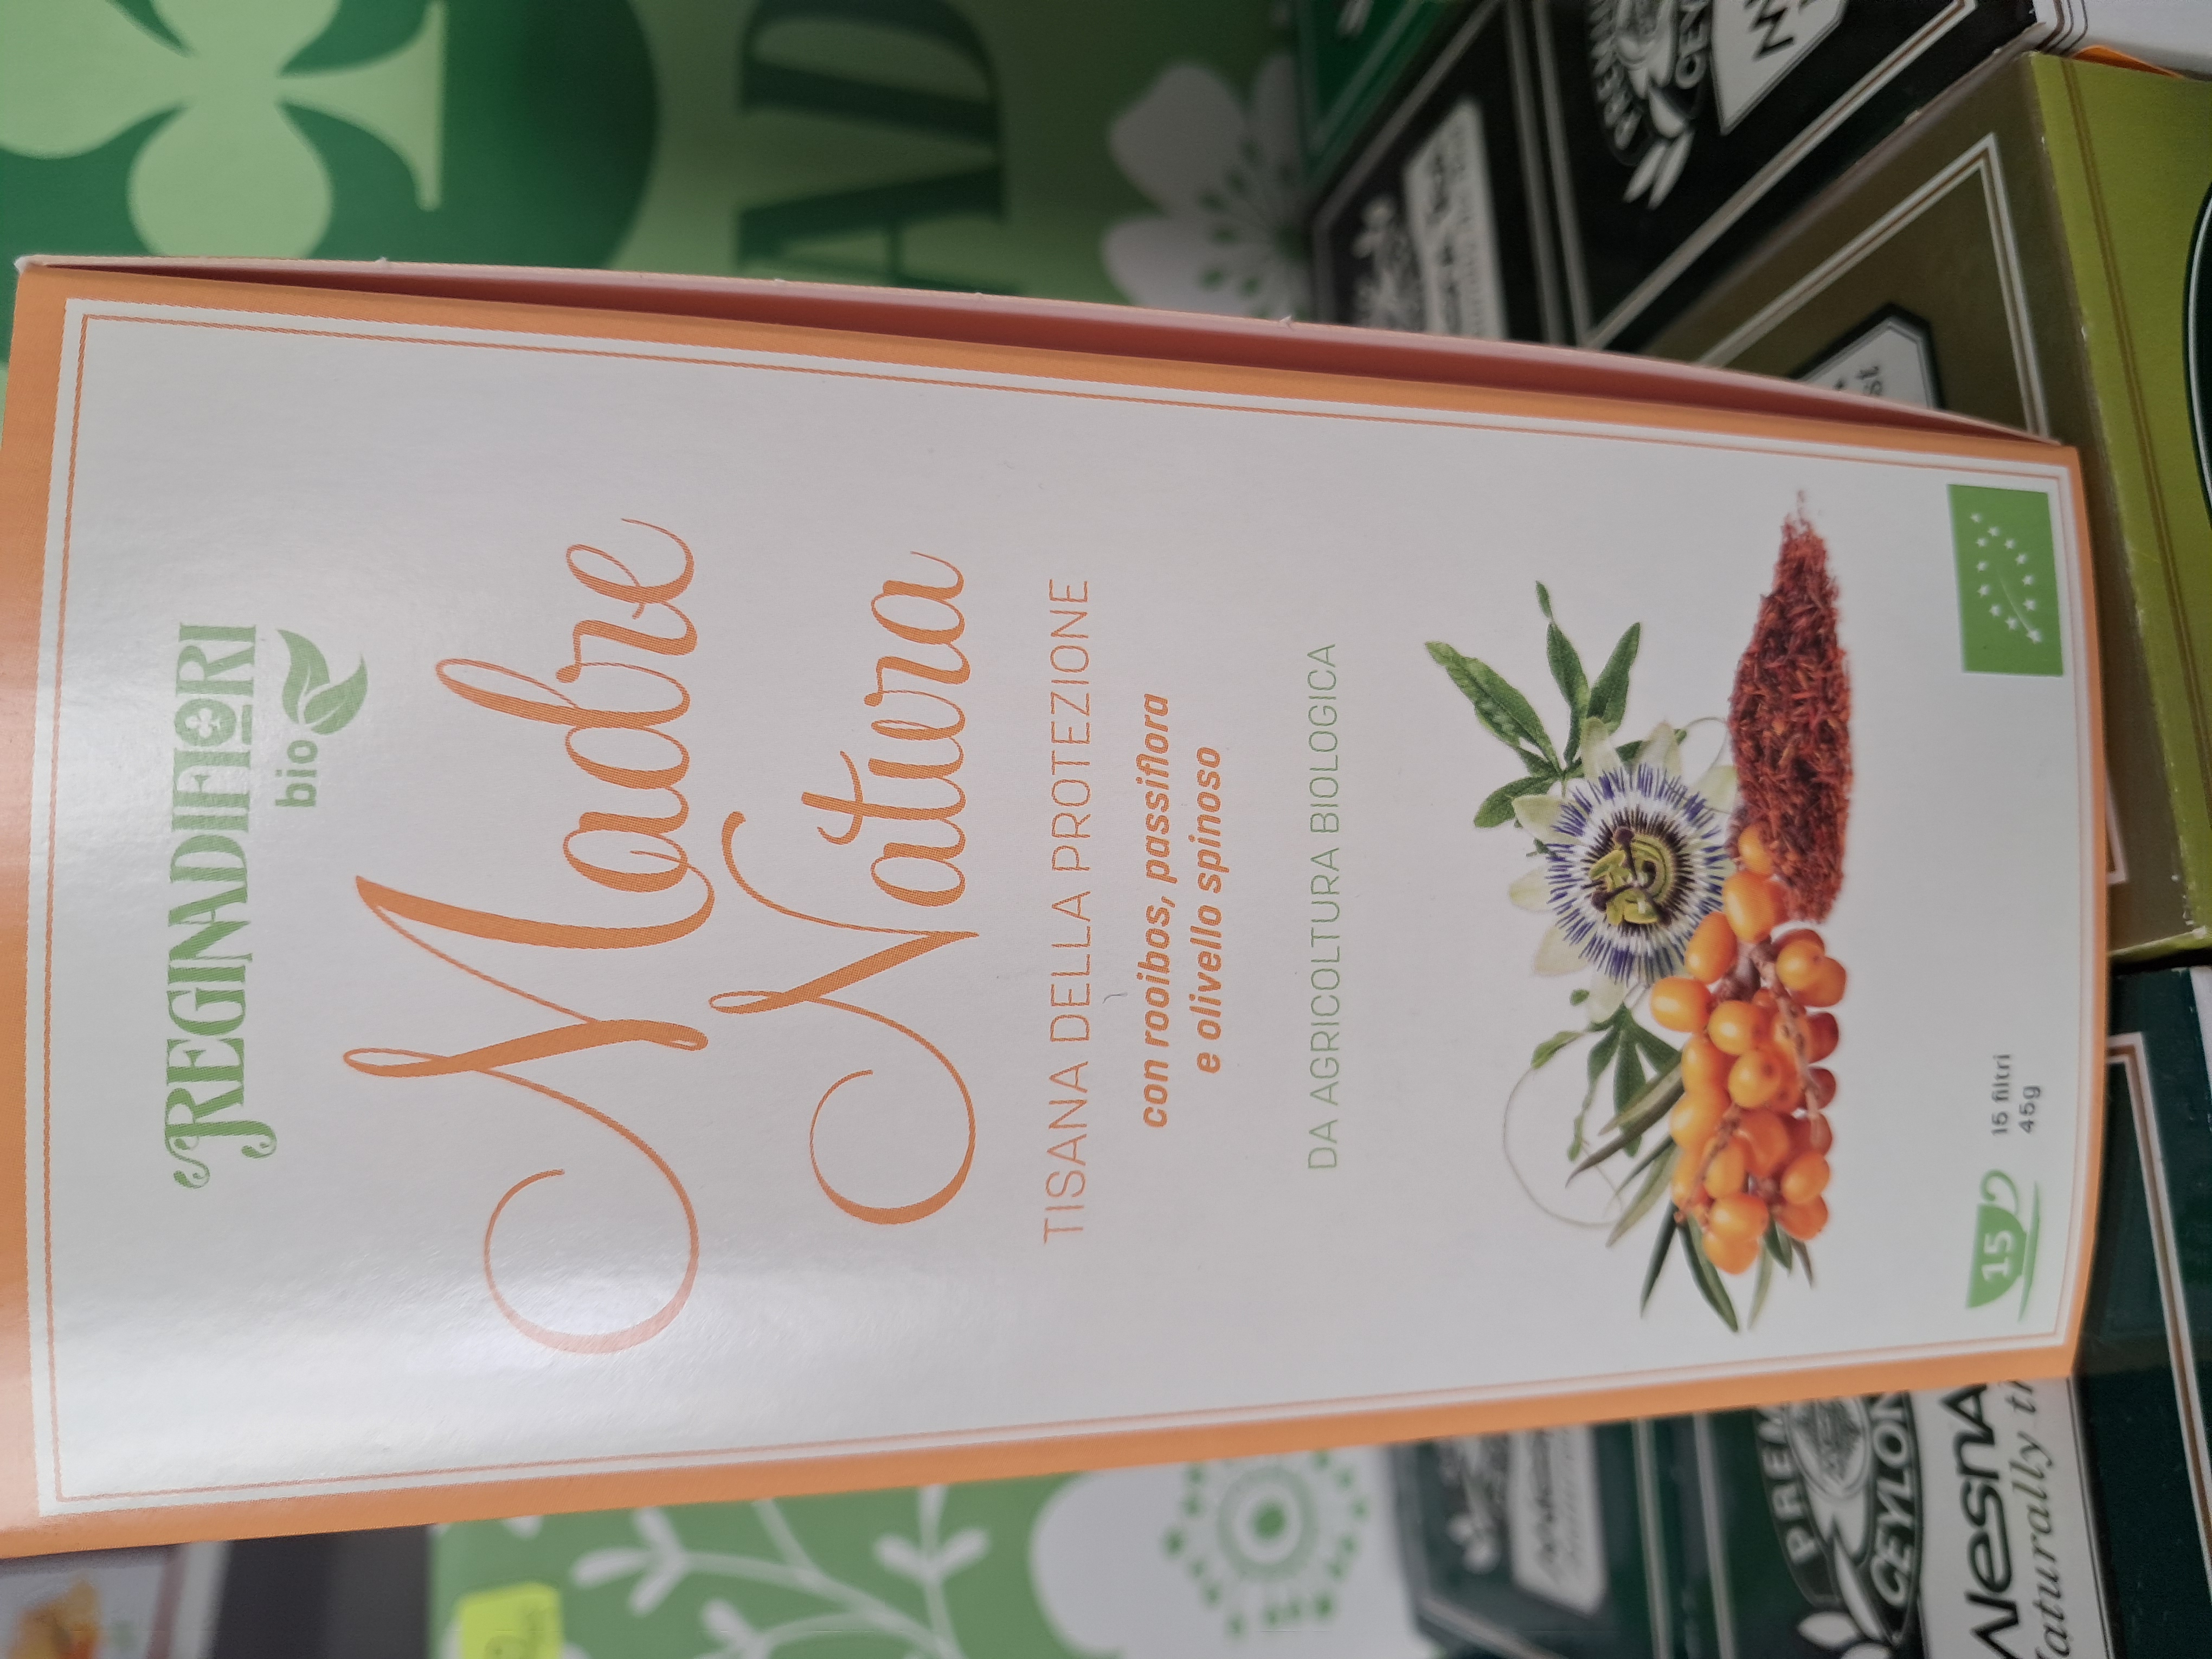 REGINADIFIORI
bio
Madre
Natura
TISANA DELLA PROTEZIONE
con rooibos, passiflora
e olivello spinoso
DA AGRICOLTURA BIOLOGICA
15
15 filtri
45g
AD
CEYLON